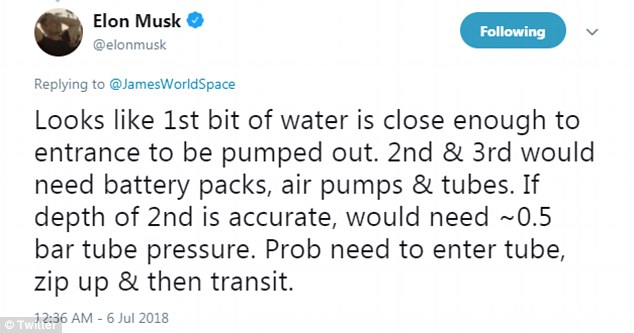 Elon Musk
@elonmusk
Following
Replying to @JamesWorldSpace
Looks like 1st bit of water is close enough to
entrance to be pumped out. 2nd & 3rd would
need battery packs, air pumps & tubes. If
depth of 2nd is accurate, would need ~0.5
bar tube pressure. Prob need to enter tube,
zip up & then transit.
12:36 AM - 6 Jul 2018
© Twitter